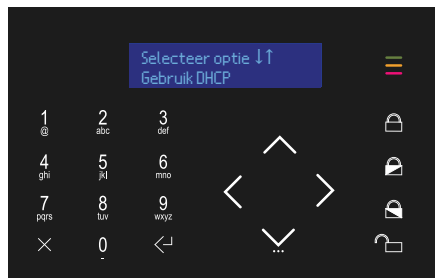 Selecteer optie ↓↑
Gebruik DHCP
1 2 3
@ abc def
4 5 6
ghi jkl mno
7 8 9
pqrs tuv wxyz
0
-
...